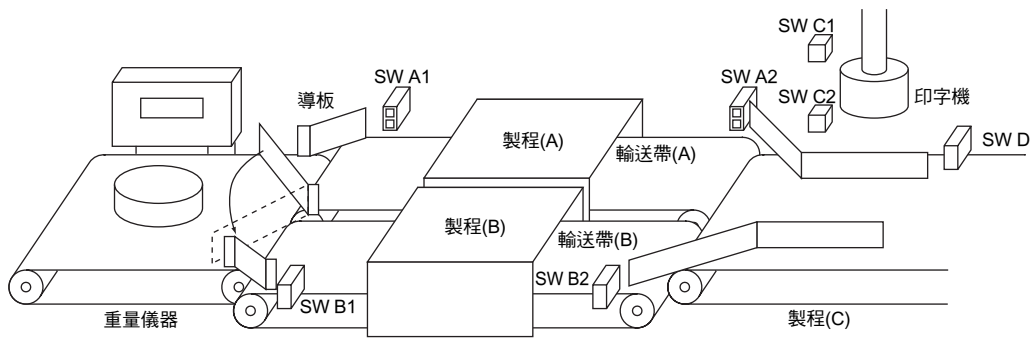 SW C1
SW A1
SW A2
SW C2
導板
印字機
SW D
製程(A)
輸送帶(A)
製程(B)
輸送帶(B)
SW B2
SW B1
重量儀器
製程(C)